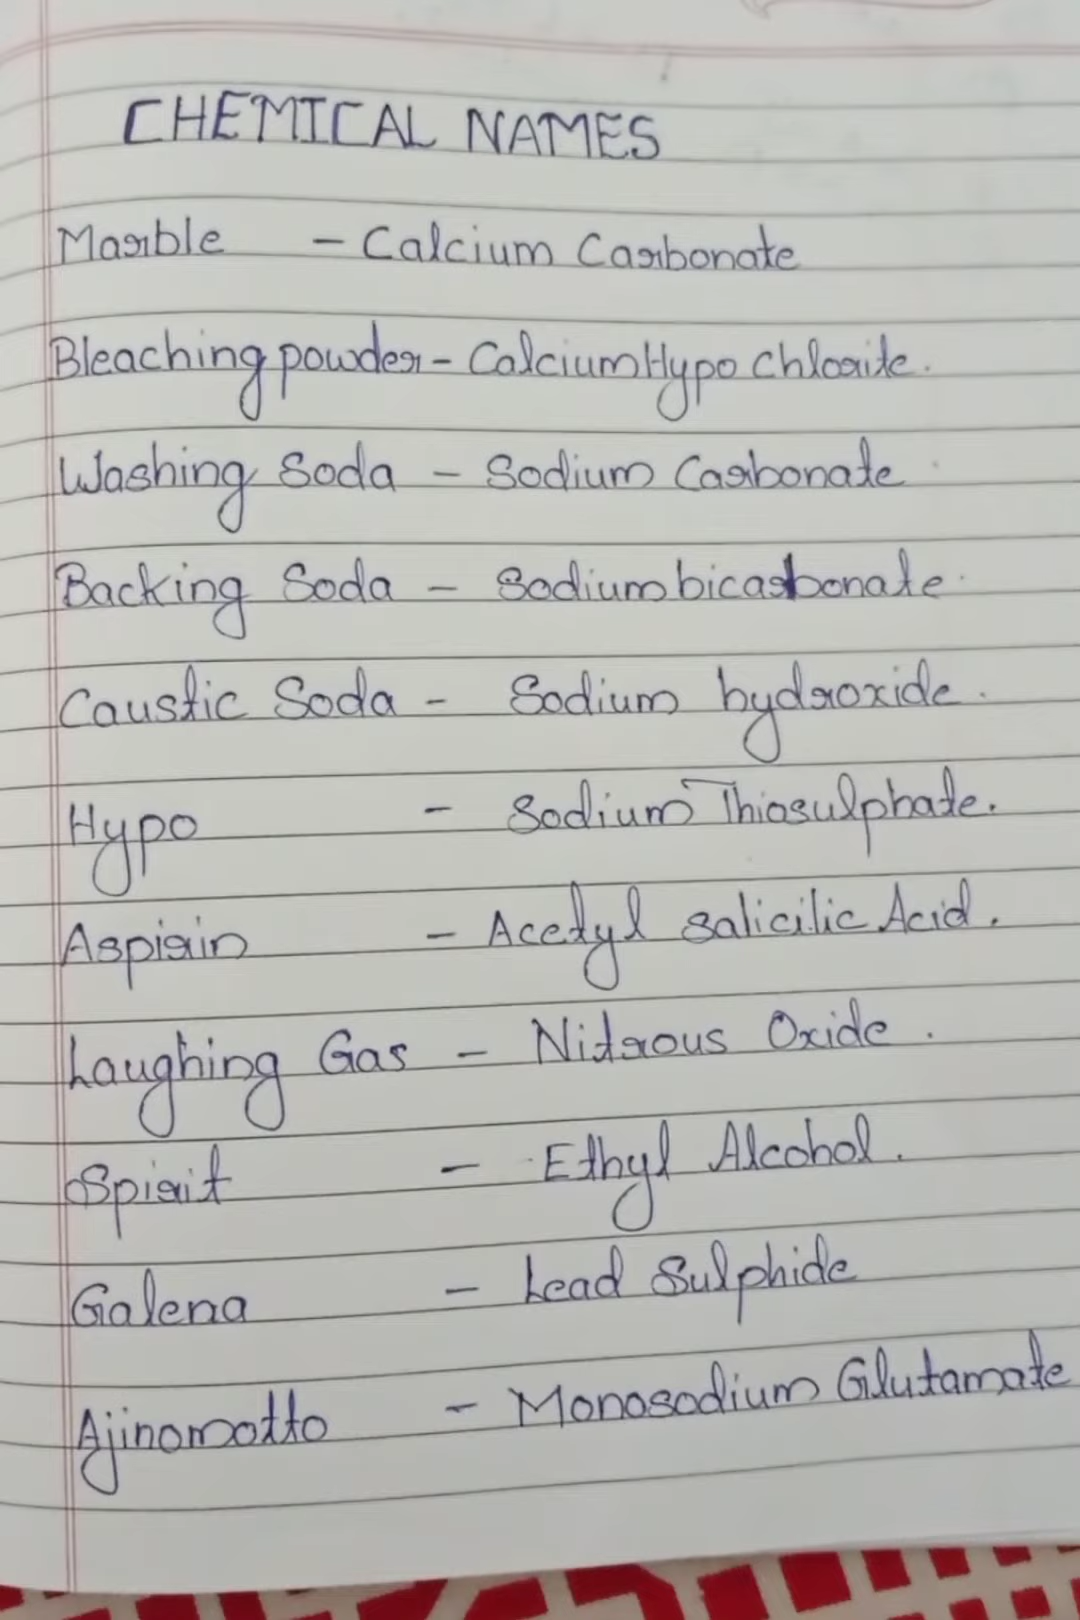 CHEMICAL NAMES
Marble - Calcium Carbonate
Bleaching powder - Calcium Hypo chlorite.
Washing Soda - Sodium Carbonate
Backing Soda - Sodium bicarbonate.
Caustic Soda - Sodium hydroxide.
Hypo - Sodium Thiosulphate.
Aspirin - Acetyl salicilic Acid.
Laughing Gas - Nitrous Oxide.
Spirit - Ethyl Alcohol.
Galena - Lead Sulphide
Ajinomotto - Monosodium Glutamate